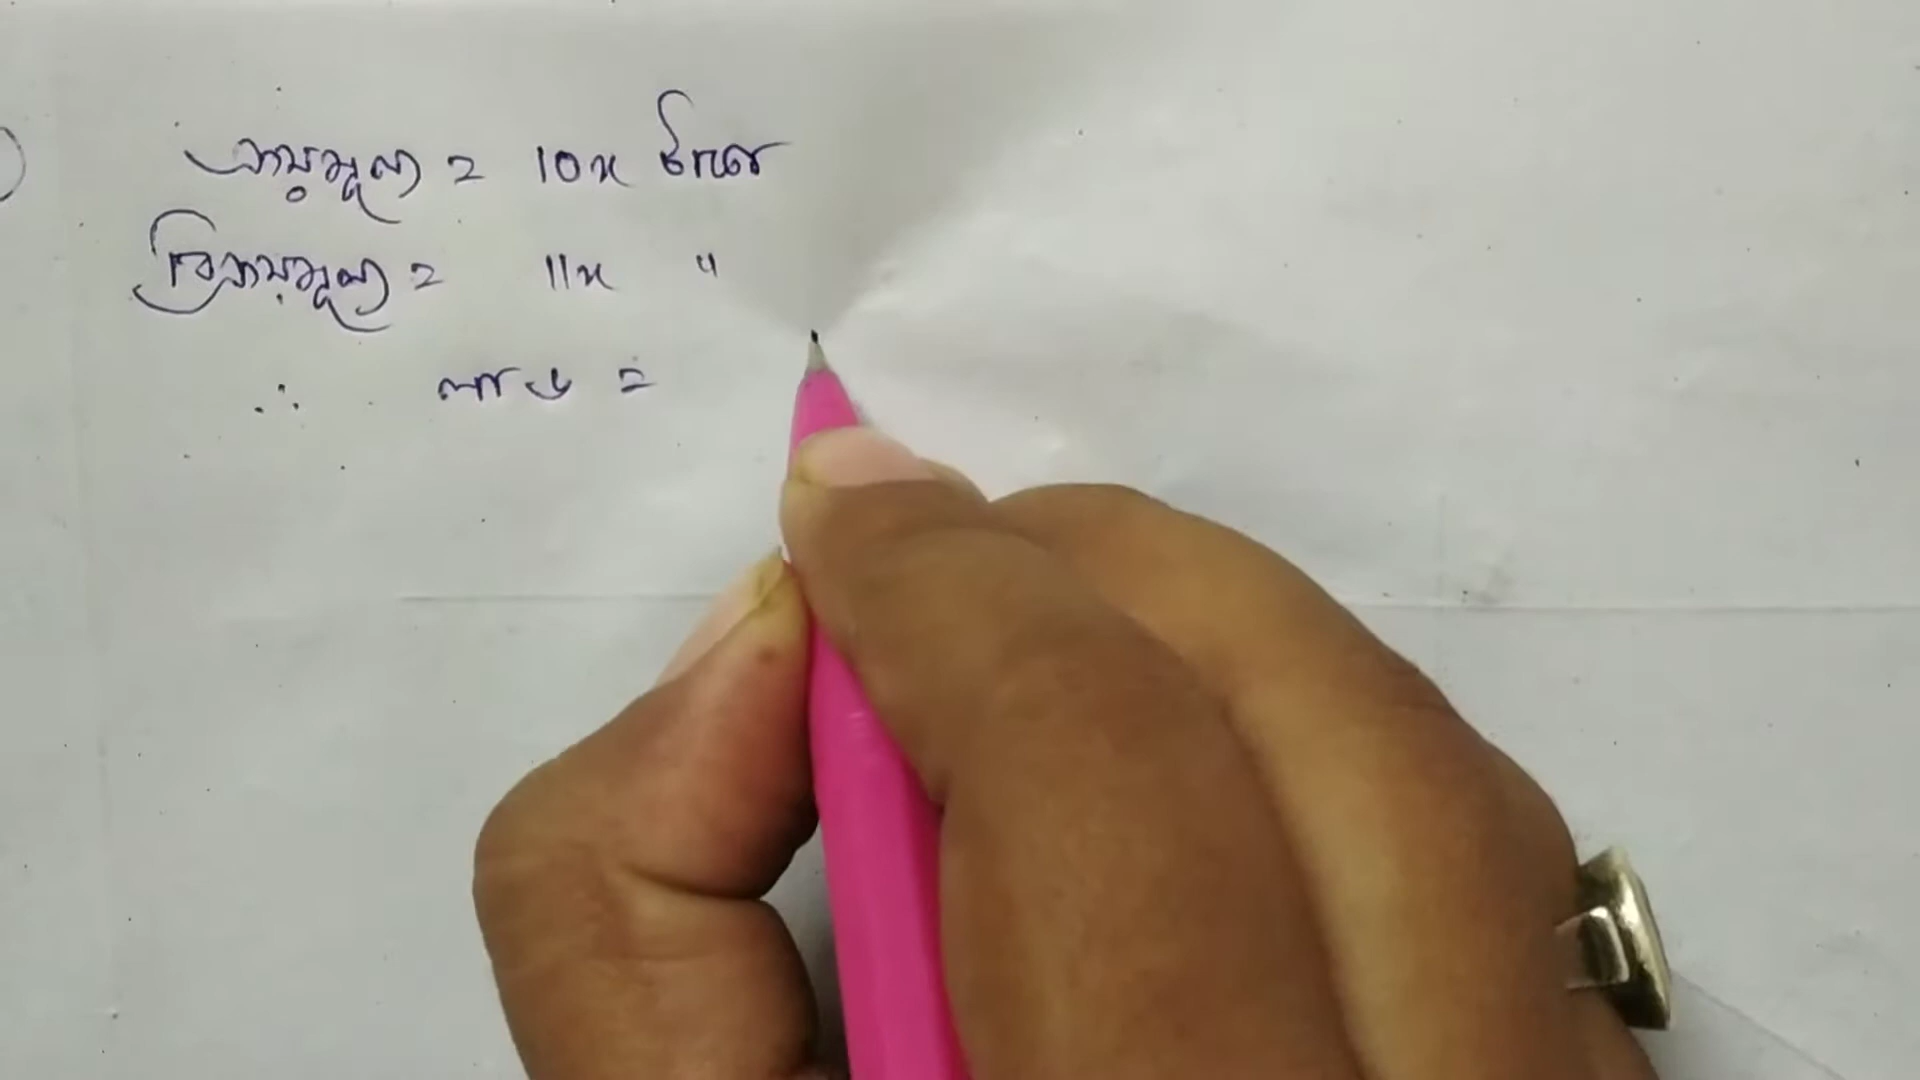 ক্রয়মূল্য = 10x টাকা
বিক্রয়মূল্য = 11x "
∴ লাভ =